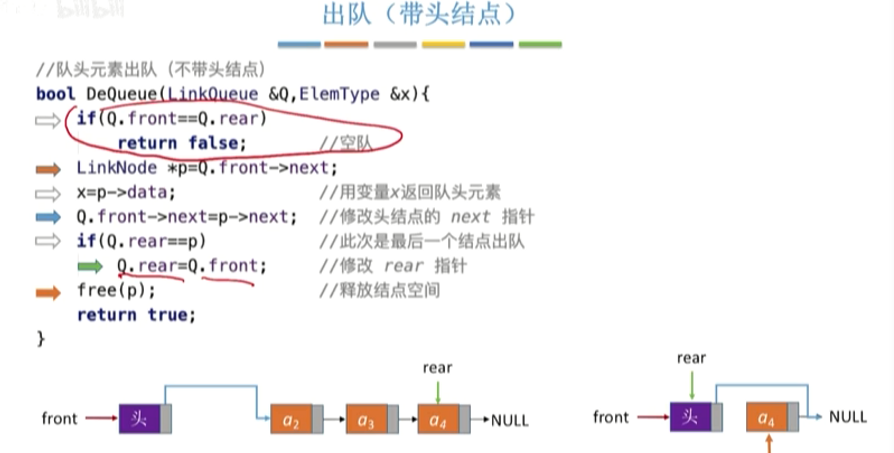 bilibili
出队（带头结点）
//队头元素出队（不带头结点）
bool DeQueue(LinkQueue &Q,ElemType &x){
if(Q.front==Q.rear)
return false; //空队
LinkNode *p=Q.front->next;
x=p->data; //用变量x返回队头元素
Q.front->next=p->next; //修改头结点的 next 指针
if(Q.rear==p) //此次是最后一个结点出队
Q.rear=Q.front; //修改 rear 指针
free(p); //释放结点空间
return true;
}
rear
front 头 a2 a3 a4 NULL
rear
front 头 a4 NULL